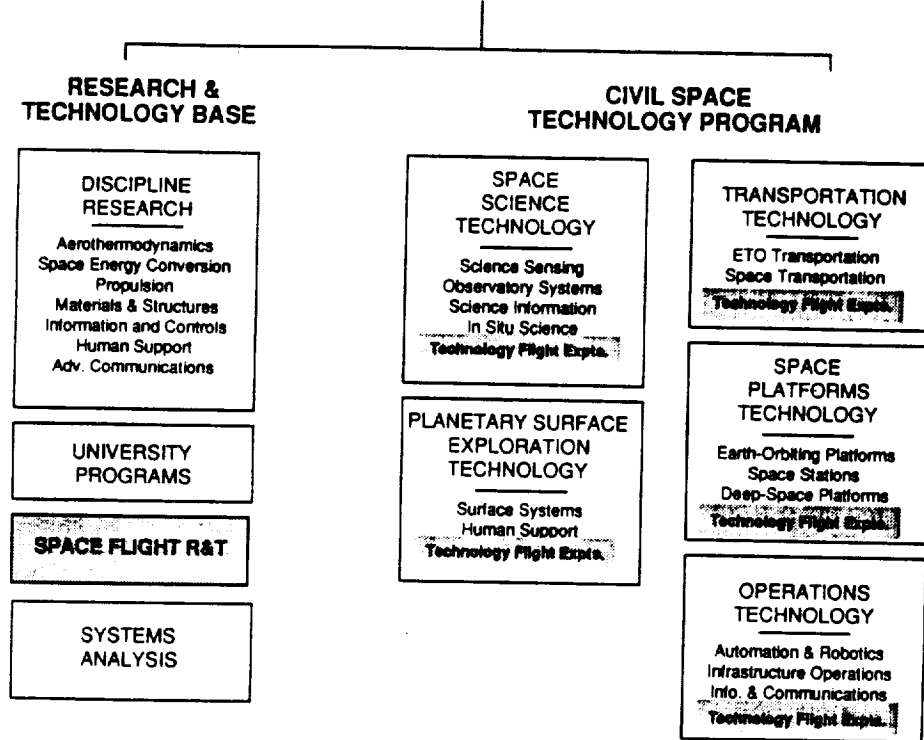 RESEARCH &
TECHNOLOGY BASE
DISCIPLINE
RESEARCH
Aerothermodynamics
Space Energy Conversion
Propulsion
Materials & Structures
Information and Controls
Human Support
Adv. Communications
UNIVERSITY
PROGRAMS
SPACE FLIGHT R&T
SYSTEMS
ANALYSIS
CIVIL SPACE
TECHNOLOGY PROGRAM
SPACE
SCIENCE
TECHNOLOGY
Science Sensing
Observatory Systems
Science Information
In Situ Science
Technology Flight Expts.
PLANETARY SURFACE
EXPLORATION
TECHNOLOGY
Surface Systems
Human Support
Technology Flight Expts.
TRANSPORTATION
TECHNOLOGY
ETO Transportation
Space Transportation
Technology Flight Expts.
SPACE
PLATFORMS
TECHNOLOGY
Earth-Orbiting Platforms
Space Stations
Deep-Space Platforms
Technology Flight Expts.
OPERATIONS
TECHNOLOGY
Automation & Robotics
Infrastructure Operations
Info. & Communications
Technology Flight Expts.